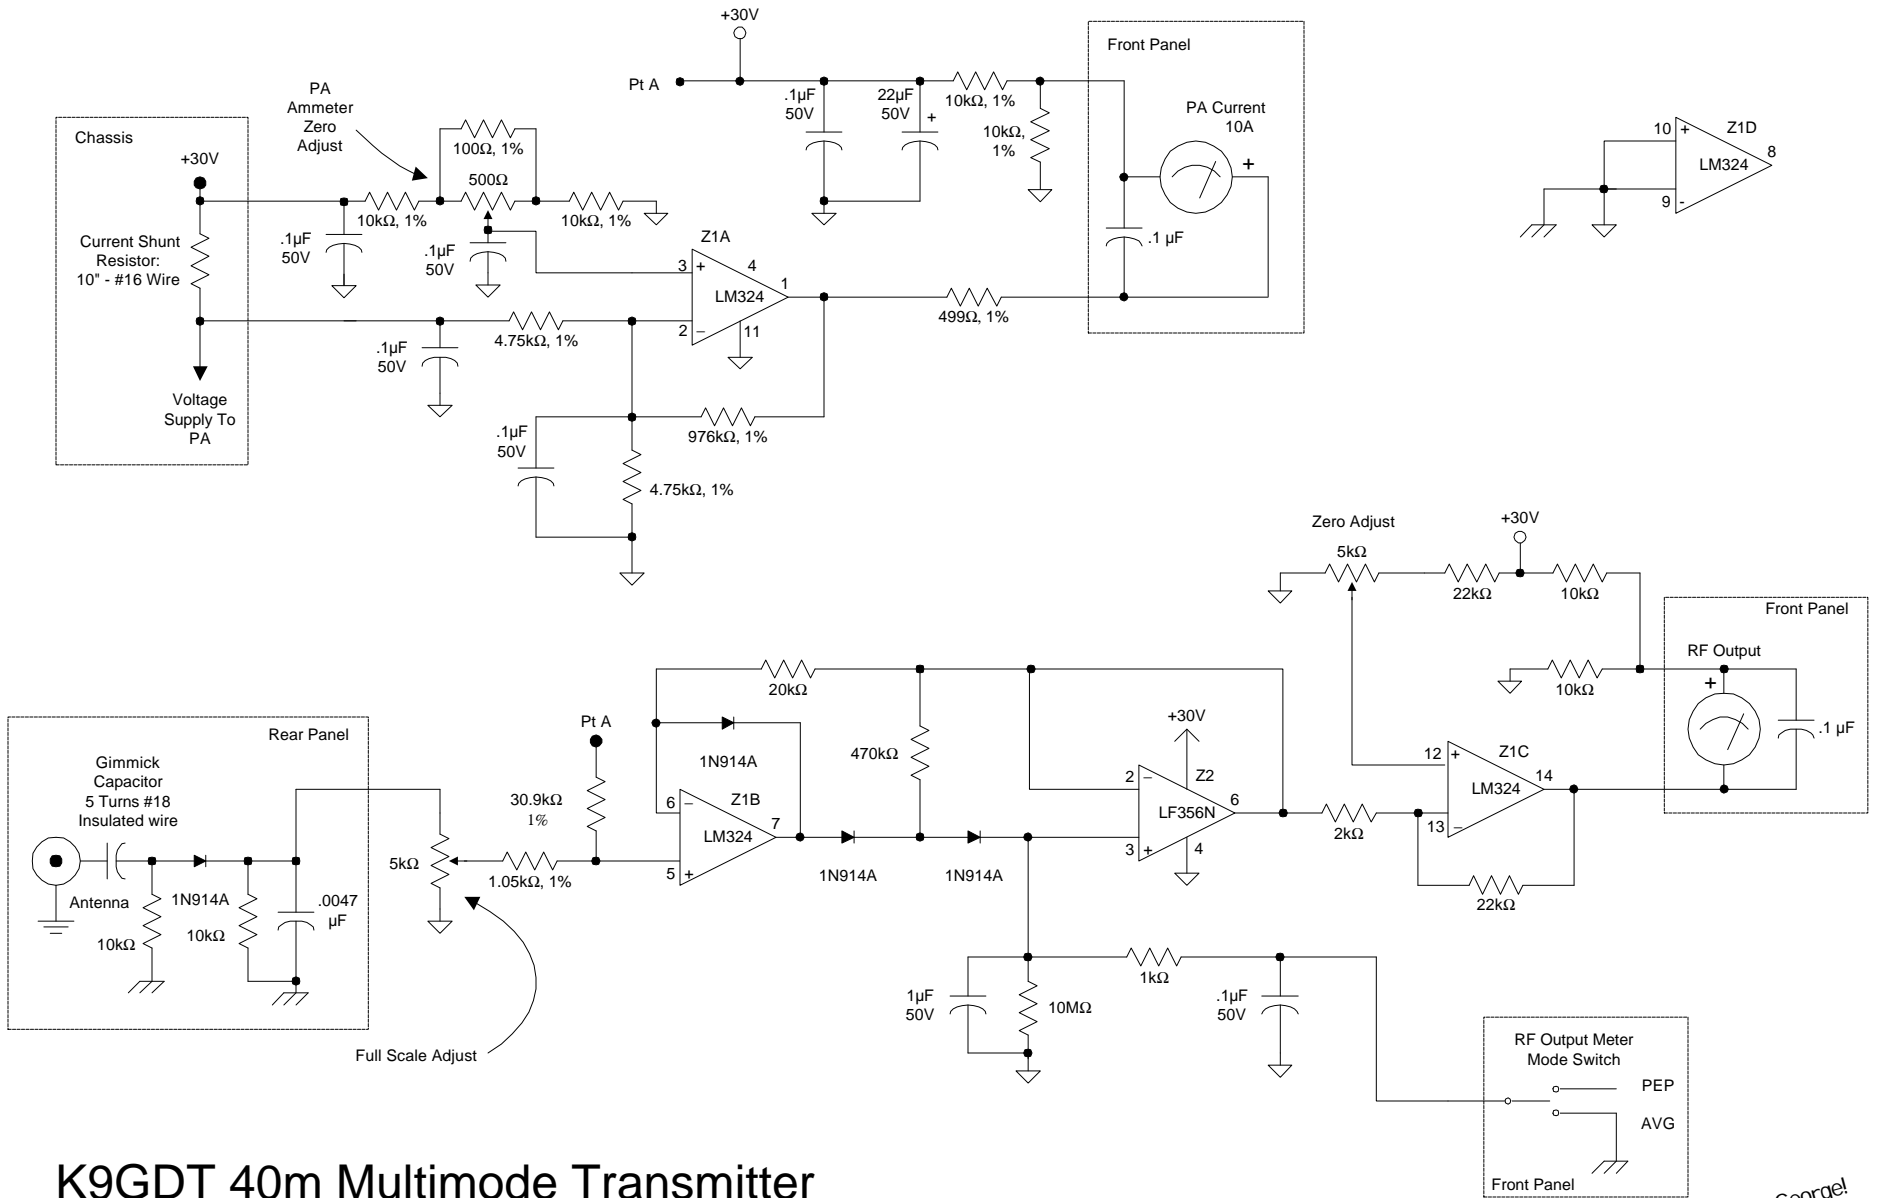 +30V
Pt A
.1µF
50V
22µF
50V
+
10kΩ, 1%
10kΩ,
1%
Front Panel
PA Current
10A
+
.1 µF
10
+
9
-
Z1D
LM324
8
PA
Ammeter
Zero
Adjust
100Ω, 1%
500Ω
Chassis
+30V
10kΩ, 1%
10kΩ, 1%
.1µF
50V
.1µF
50V
Current Shunt
Resistor:
10" - #16 Wire
Z1A
3
+
4
LM324
1
2
–
11
499Ω, 1%
4.75kΩ, 1%
.1µF
50V
Voltage
Supply To
PA
976kΩ, 1%
.1µF
50V
4.75kΩ, 1%
Zero Adjust
5kΩ
+30V
22kΩ
10kΩ
Front Panel
RF Output
+
10kΩ
.1 µF
20kΩ
Pt A
1N914A
470kΩ
+30V
Rear Panel
Gimmick
Capacitor
5 Turns #18
Insulated wire
30.9kΩ
1%
Z1B
6
–
LM324
7
5
+
2
–
Z2
LF356N
6
3
+
4
12
+
Z1C
LM324
14
13
–
2kΩ
22kΩ
5kΩ
1.05kΩ, 1%
1N914A
1N914A
Antenna
1N914A
.0047
µF
10kΩ
10kΩ
1µF
50V
10MΩ
1kΩ
.1µF
50V
Full Scale Adjust
RF Output Meter
Mode Switch
PEP
AVG
Front Panel
K9GDT 40m Multimode Transmitter
George!